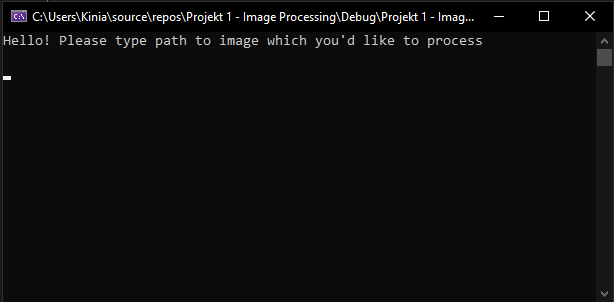 C:\Users\Kinia\source\repos\Projekt 1 - Image Processing\Debug\Projekt 1 - Imag...
Hello! Please type path to image which you'd like to process